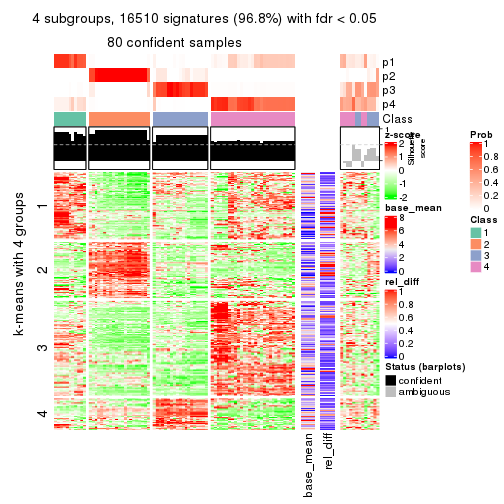 4 subgroups, 16510 signatures (96.8%) with fdr < 0.05
80 confident samples
p1
p2
p3
p4
Class
1
Silhouette
score
k-means with 4 groups
1
2
3
4
base_mean
rel_diff
z-score
2
1
0
-1
-2
base_mean
8
6
4
2
0
rel_diff
1
0.8
0.6
0.4
0.2
0
Status (barplots)
confident
ambiguous
Prob
1
0.8
0.6
0.4
0.2
0
Class
1
2
3
4